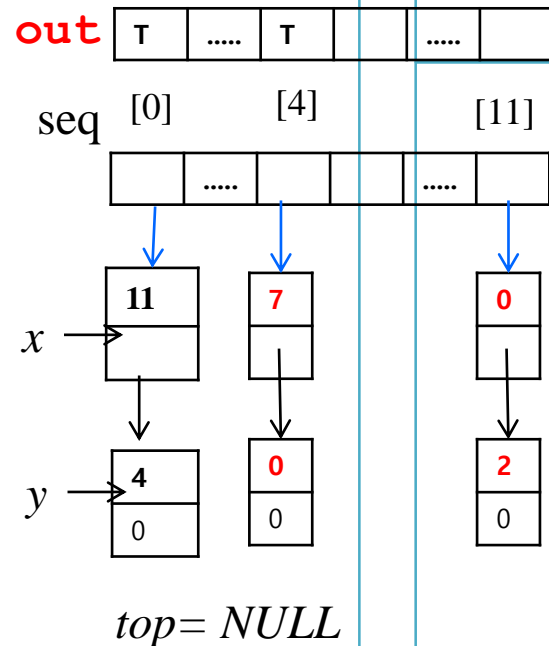 out T ..... T .....
[0] [4] [11]
seq
..... .....
11 7 0
x
4 0 2
y
0 0 0
top= NULL